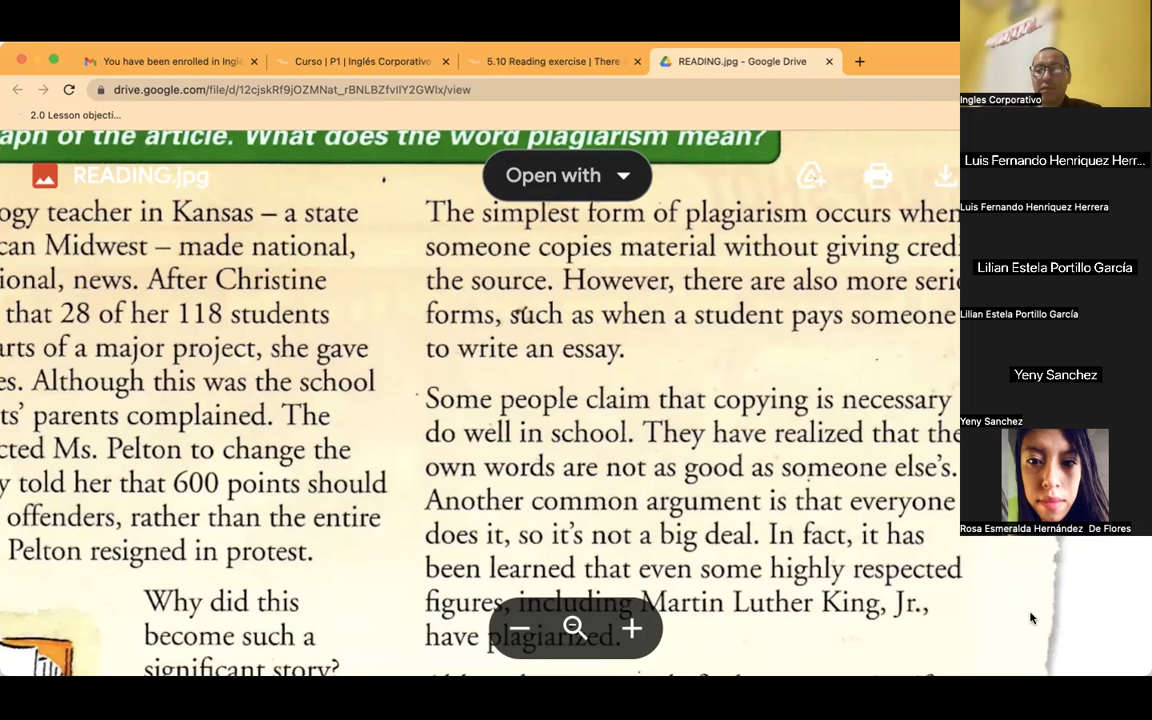 You have been enrolled in Inglé
Curso | P1 | Inglés Corporativo
5.10 Reading exercise | There
READING.jpg - Google Drive
drive.google.com/file/d/12cjskRf9jOZMNat_rBNLBZfvIlY2GWlx/view
2.0 Lesson objecti...
aph of the article. What does the word plagiarism mean?
READING.jpg
Open with
ogy teacher in Kansas – a state
can Midwest – made national,
ional, news. After Christine
that 28 of her 118 students
arts of a major project, she gave
es. Although this was the school
ts’ parents complained. The
cted Ms. Pelton to change the
y told her that 600 points should
offenders, rather than the entire
Pelton resigned in protest.
Why did this
become such a
significant story?
The simplest form of plagiarism occurs when
someone copies material without giving credi
the source. However, there are also more serio
forms, such as when a student pays someone
to write an essay.
Some people claim that copying is necessary
do well in school. They have realized that the
own words are not as good as someone else’s.
Another common argument is that everyone
does it, so it’s not a big deal. In fact, it has
been learned that even some highly respected
figures, including Martin Luther King, Jr.,
have plagiarized.
Ingles Corporativo
Luis Fernando Henriquez Herr...
Luis Fernando Henriquez Herrera
Lilian Estela Portillo García
Lilian Estela Portillo García
Yeny Sanchez
Yeny Sanchez
Rosa Esmeralda Hernández De Flores